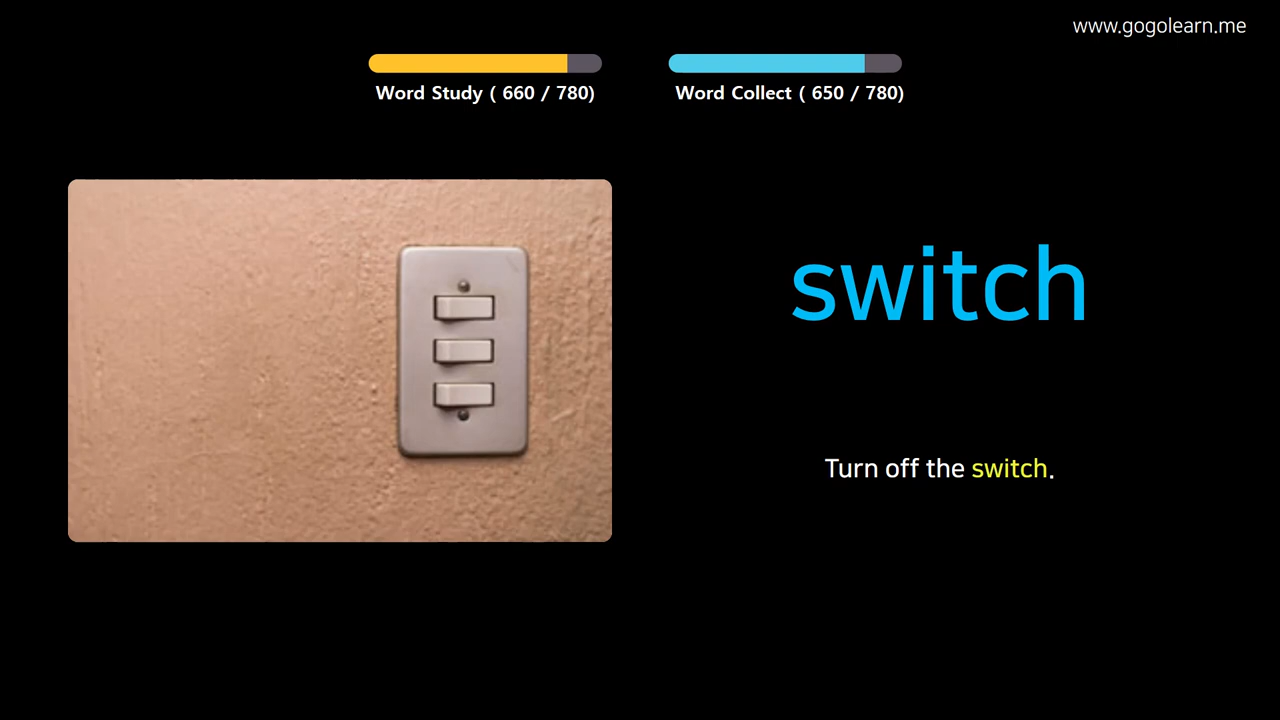 www.gogolearn.me
Word Study ( 660 / 780)
Word Collect ( 650 / 780)
switch
Turn off the switch.